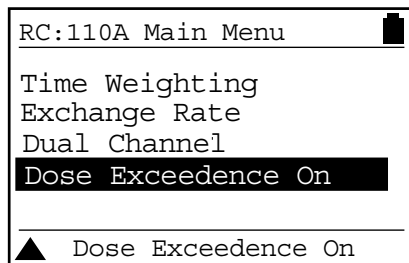 RC:110A Main Menu
Time Weighting
Exchange Rate
Dual Channel
Dose Exceedence On
Dose Exceedence On